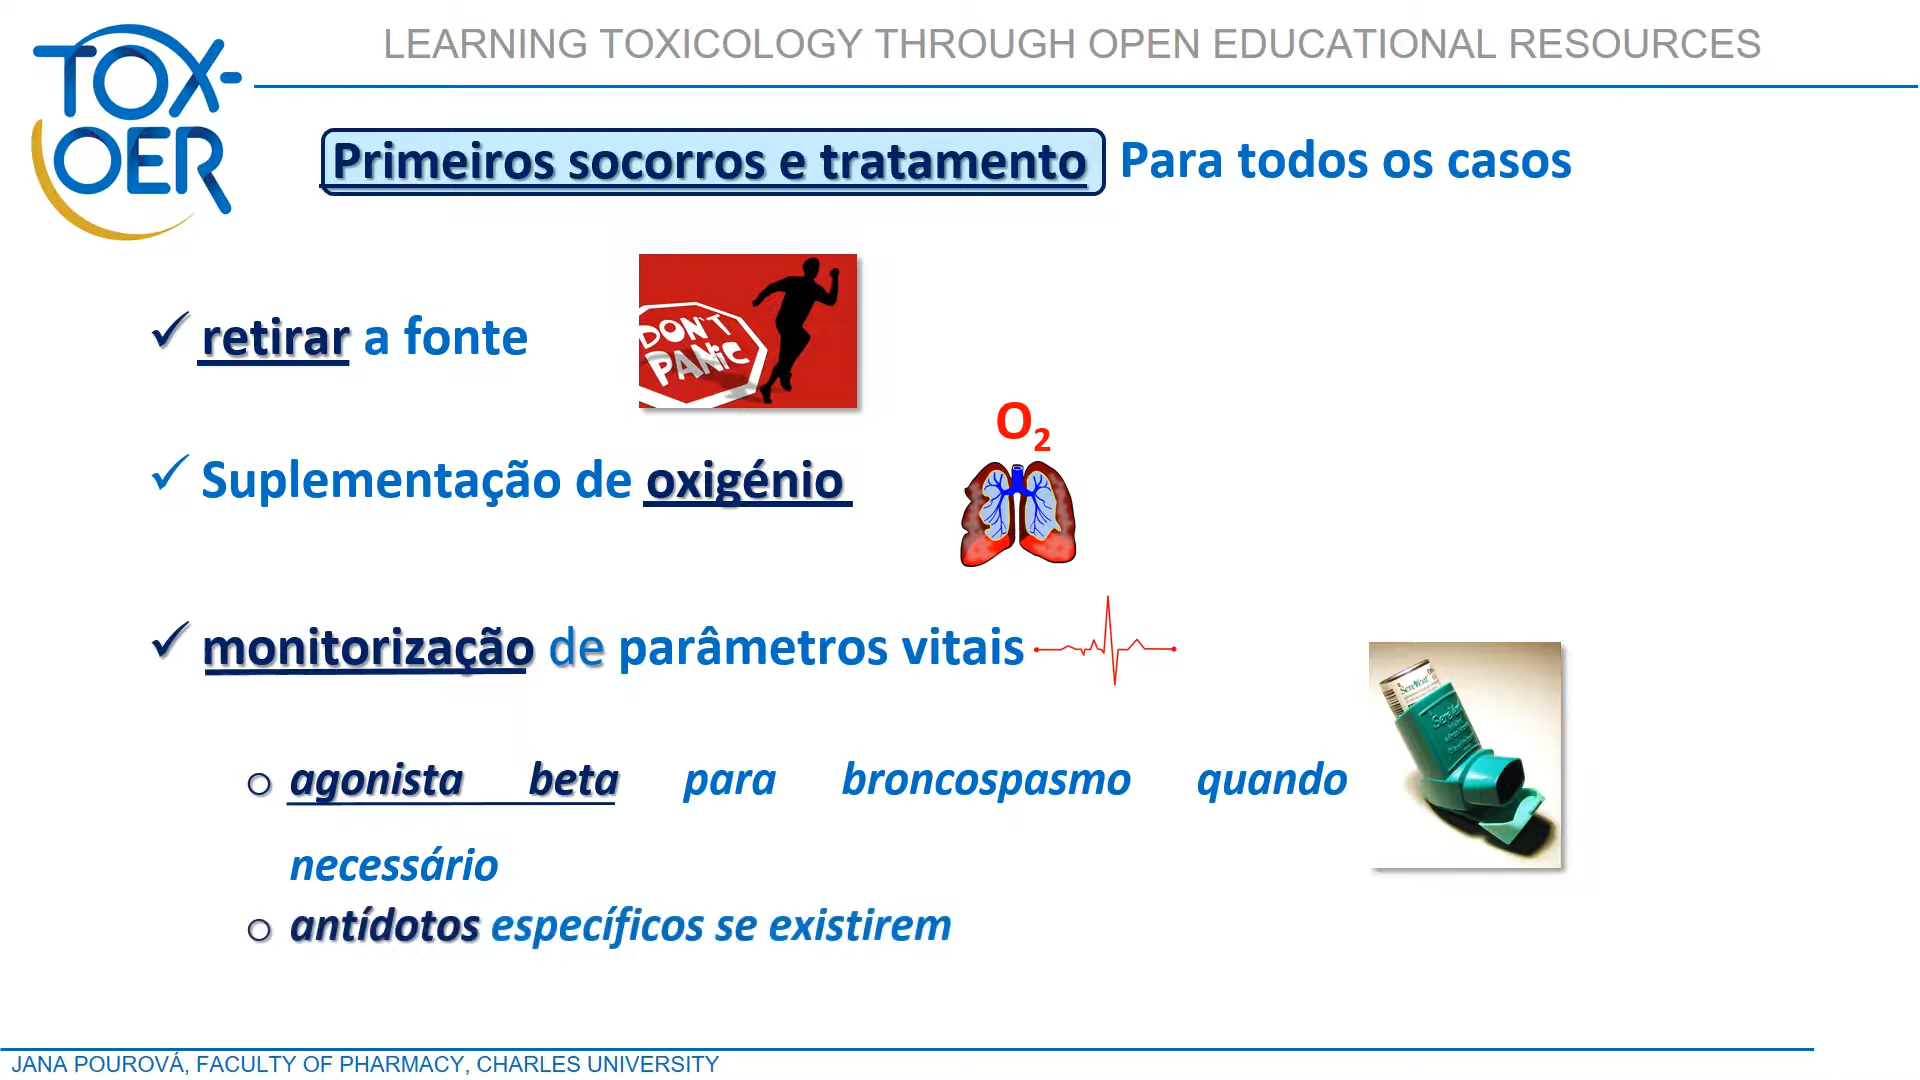 TOX-
OER
LEARNING TOXICOLOGY THROUGH OPEN EDUCATIONAL RESOURCES
Primeiros socorros e tratamento Para todos os casos
✓ retirar a fonte
DON'T
PANIC
O₂
✓ Suplementação de oxigénio
✓ monitorização de parâmetros vitais
Serevent
Serevent
o agonista beta para broncospasmo quando
necessário
o antídotos específicos se existirem
JANA POUROVÁ, FACULTY OF PHARMACY, CHARLES UNIVERSITY